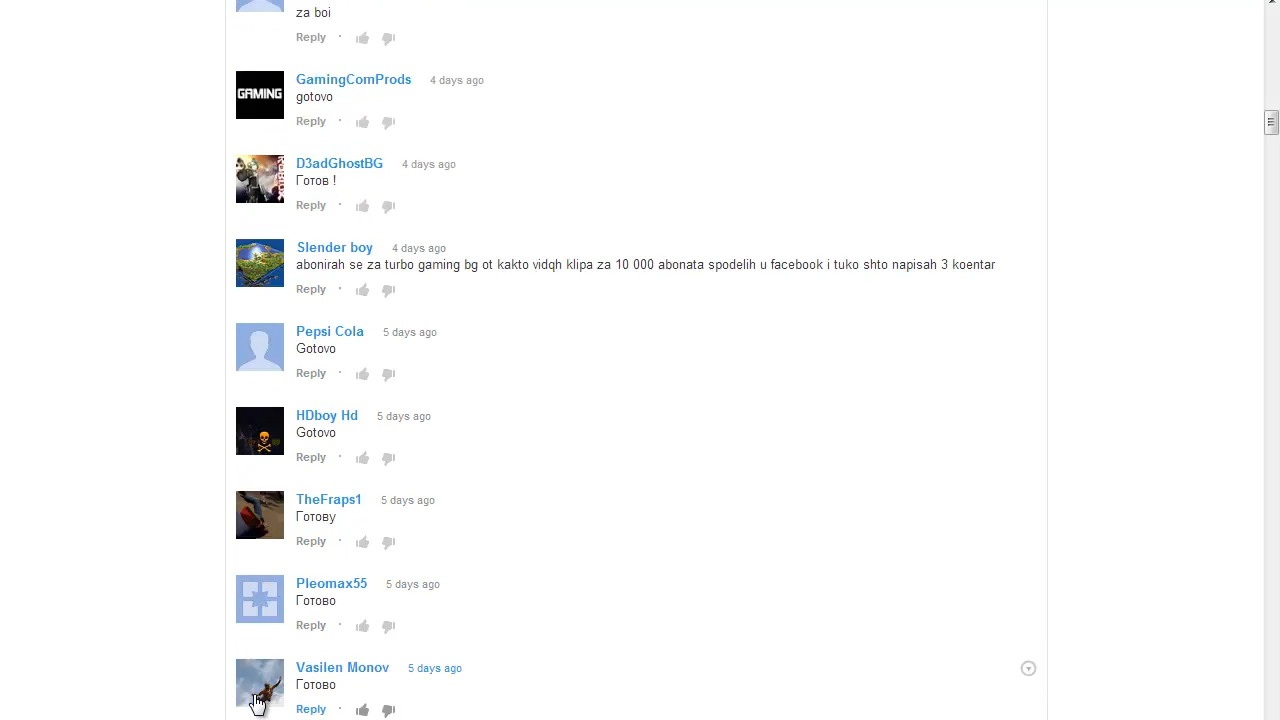 za boi
Reply ·
GamingComProds 4 days ago
GAMING
gotovo
Reply ·
D3adGhostBG 4 days ago
Готов !
Reply ·
Slender boy 4 days ago
abonirah se za turbo gaming bg ot kakto vidqh klipa za 10 000 abonata spodelih u facebook i tuko shto napisah 3 koentar
Reply ·
Pepsi Cola 5 days ago
Gotovo
Reply ·
HDboy Hd 5 days ago
Gotovo
Reply ·
TheFraps1 5 days ago
Готову
Reply ·
Pleomax55 5 days ago
Готово
Reply ·
Vasilen Monov 5 days ago
Готово
Reply ·